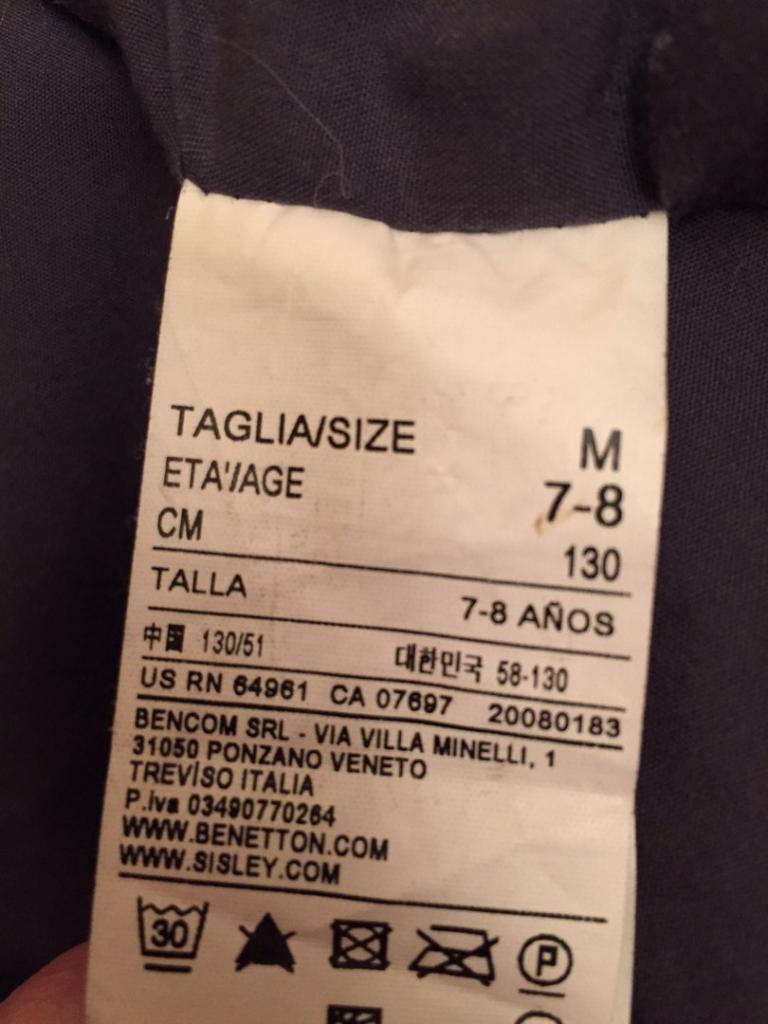 TAGLIA/SIZE M
ETA'/AGE 7-8
CM 130
TALLA 7-8 AÑOS
中国 130/51 대한민국 58-130
US RN 64961 CA 07697 20080183
BENCOM SRL - VIA VILLA MINELLI, 1
31050 PONZANO VENETO
TREVISO ITALIA
P.iva 03490770264
WWW.BENETTON.COM
WWW.SISLEY.COM
30 P